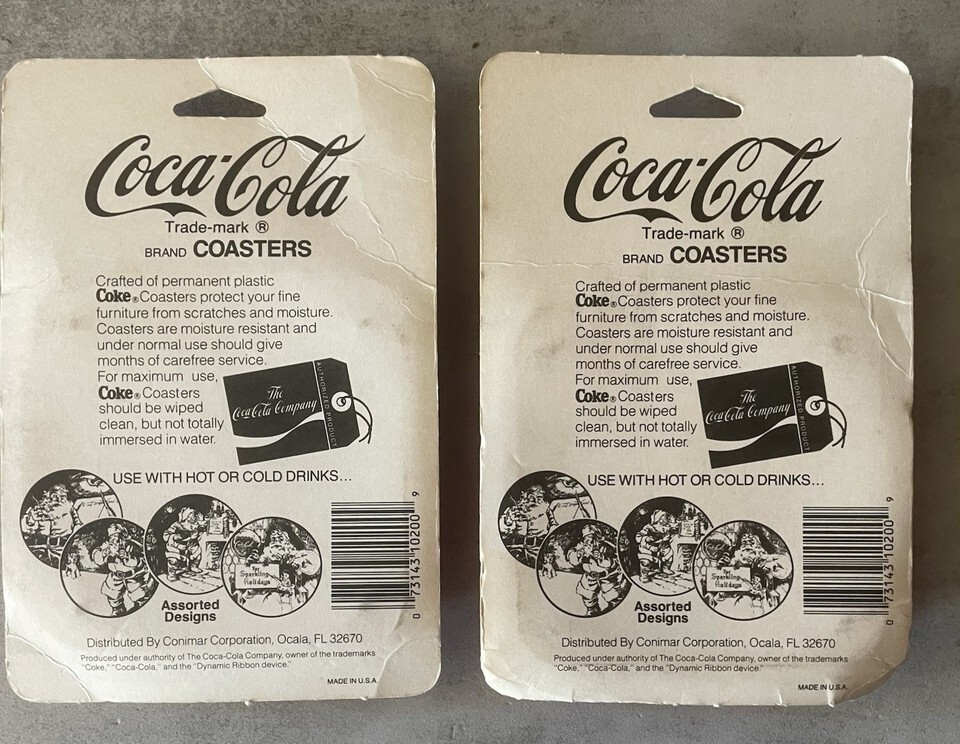 Coca-Cola
Trade-mark ®
BRAND COASTERS
Crafted of permanent plastic
Coke® Coasters protect your fine
furniture from scratches and moisture.
Coasters are moisture resistant and
under normal use should give
months of carefree service.
For maximum use,
Coke® Coasters
should be wiped
clean, but not totally
immersed in water.
The
Coca-Cola Company
AUTHORIZED PRODUCT
USE WITH HOT OR COLD DRINKS...
For
Sparkling
Holidays
Assorted
Designs
0 73143 10200 9
Distributed By Conimar Corporation, Ocala, FL 32670
Produced under authority of The Coca-Cola Company, owner of the trademarks
"Coke," "Coca-Cola," and the "Dynamic Ribbon device."
MADE IN U.S.A.
Coca-Cola
Trade-mark ®
BRAND COASTERS
Crafted of permanent plastic
Coke® Coasters protect your fine
furniture from scratches and moisture.
Coasters are moisture resistant and
under normal use should give
months of carefree service.
For maximum use,
Coke® Coasters
should be wiped
clean, but not totally
immersed in water.
The
Coca-Cola Company
AUTHORIZED PRODUCT
USE WITH HOT OR COLD DRINKS...
For
Sparkling
Holidays
Assorted
Designs
0 73143 10200 9
Distributed By Conimar Corporation, Ocala, FL 32670
Produced under authority of The Coca-Cola Company, owner of the trademarks
"Coke," "Coca-Cola," and the "Dynamic Ribbon device."
MADE IN U.S.A.